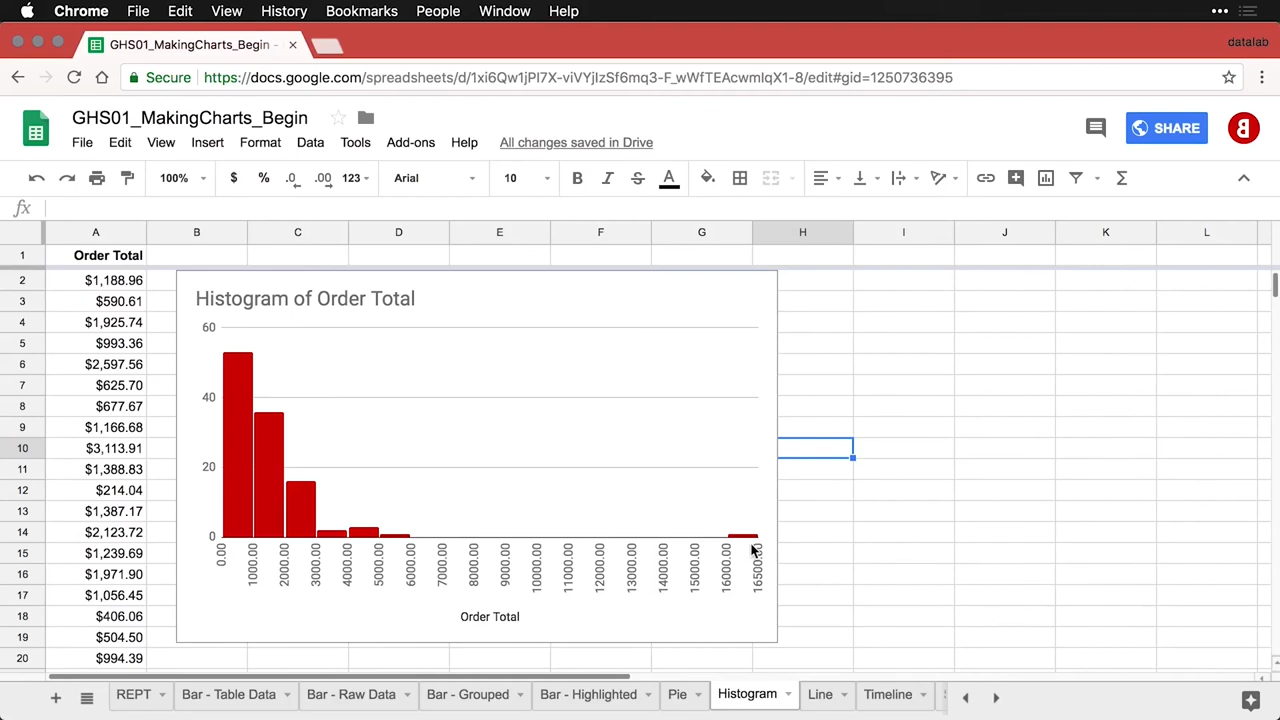 Chrome File Edit View History Bookmarks People Window Help
GHS01_MakingCharts_Begin -
datalab
Secure https://docs.google.com/spreadsheets/d/1xi6Qw1jPI7X-viVYjIzSf6mq3-F_wWfTEAcwmIqX1-8/edit#gid=1250736395
GHS01_MakingCharts_Begin
File Edit View Insert Format Data Tools Add-ons Help All changes saved in Drive
SHARE
100% $ % .0 .00 123 Arial 10 B I S A Σ
fx
A B C D E F G H I J K L
1 Order Total
2 $1,188.96
3 $590.61
4 $1,925.74
5 $993.36
6 $2,597.56
7 $625.70
8 $677.67
9 $1,166.68
10 $3,113.91
11 $1,388.83
12 $214.04
13 $1,387.17
14 $2,123.72
15 $1,239.69
16 $1,971.90
17 $1,056.45
18 $406.06
19 $504.50
20 $994.39
Histogram of Order Total
60
40
20
0
0.00 1000.00 2000.00 3000.00 4000.00 5000.00 6000.00 7000.00 8000.00 9000.00 10000.00 11000.00 12000.00 13000.00 14000.00 15000.00 16000.00
Order Total
REPT Bar - Table Data Bar - Raw Data Bar - Grouped Bar - Highlighted Pie Histogram Line Timeline